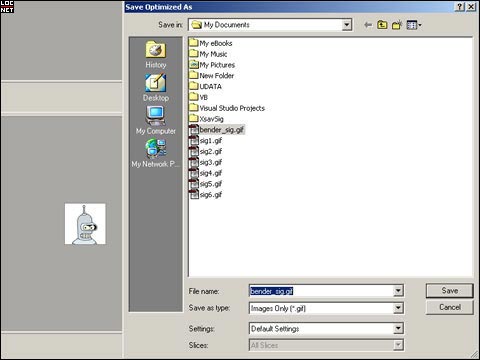 LOC
NET
Save Optimized As
Save in:
My Documents
History
Desktop
My Computer
My Network P...
My eBooks
My Music
My Pictures
New Folder
UDATA
VB
Visual Studio Projects
XsavSig
bender_sig.gif
sig1.gif
sig2.gif
sig3.gif
sig4.gif
sig5.gif
sig6.gif
File name:
bender_sig.gif
Save
Save as type:
Images Only (*.gif)
Cancel
Settings:
Default Settings
Slices:
All Slices